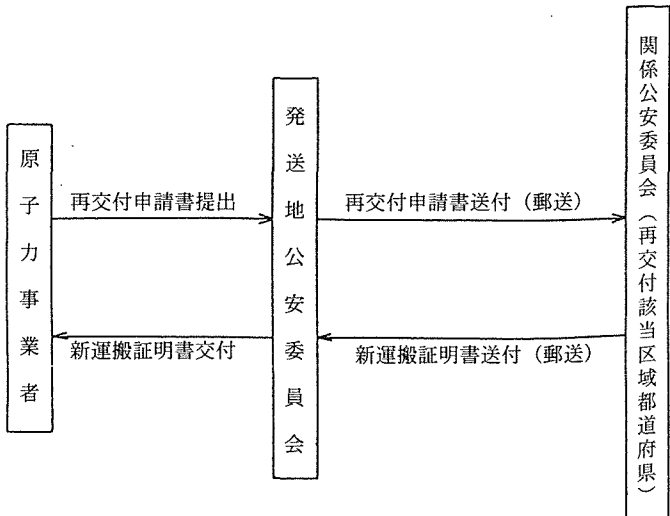 原子力事業者
再交付申請書提出
新運搬証明書交付
発送地公安委員会
再交付申請書送付（郵送）
新運搬証明書送付（郵送）
関係公安委員会（再交付該当区域都道府県）